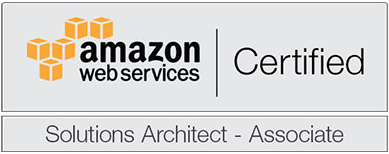 amazon
web services
Certified
Solutions Architect - Associate